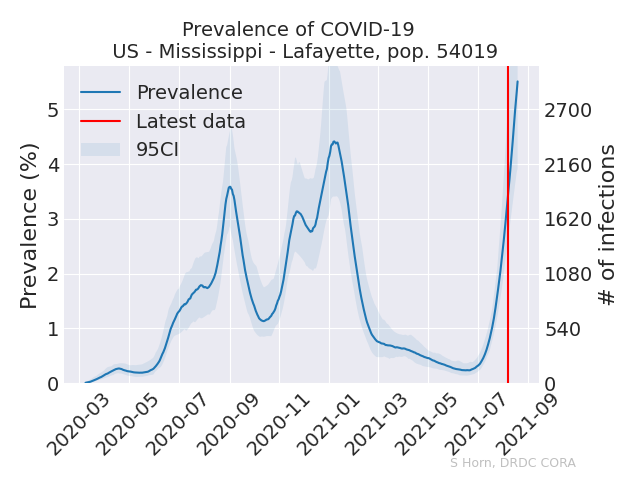 Prevalence of COVID-19
US - Mississippi - Lafayette, pop. 54019
Prevalence
Latest data
95CI
Prevalence (%)
5
4
3
2
1
0
2700
2160
1620
1080
540
0
# of infections
2020-03
2020-05
2020-07
2020-09
2020-11
2021-01
2021-03
2021-05
2021-07
2021-09
S Horn, DRDC CORA